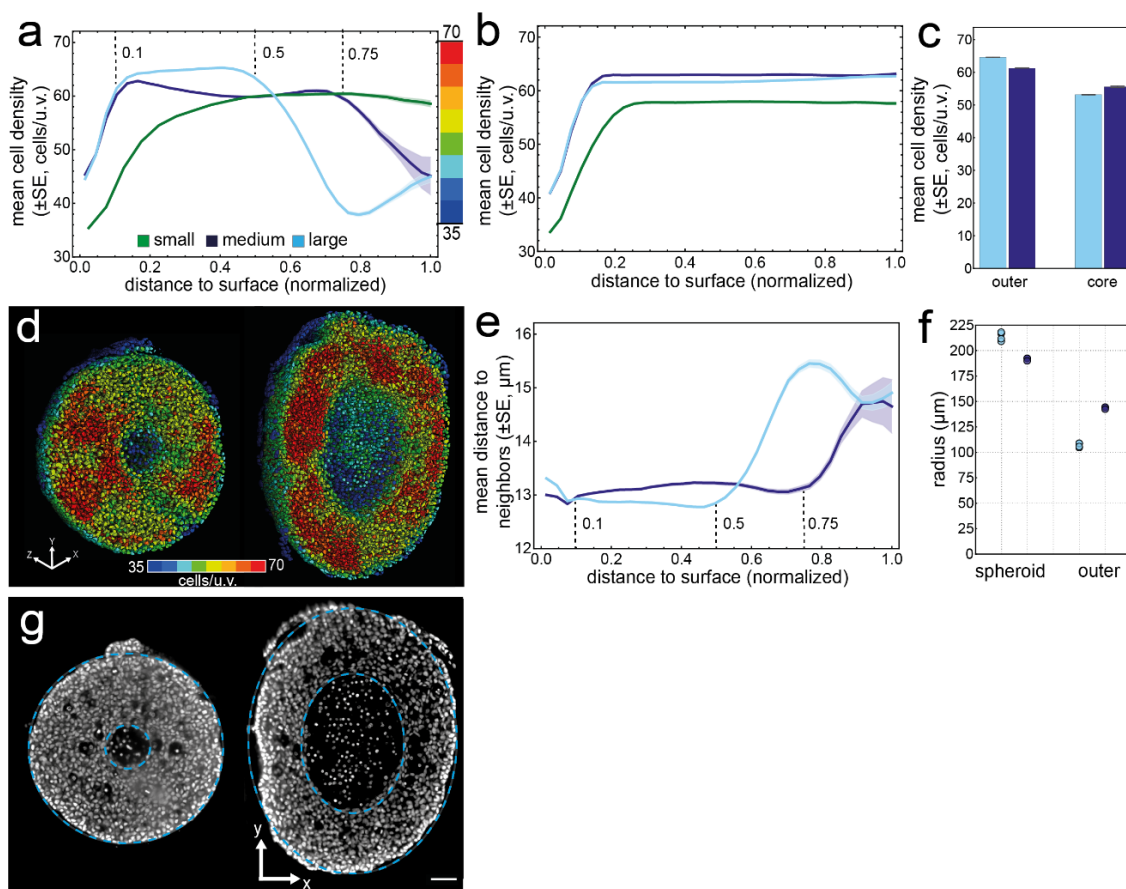 a
mean cell density
(±SE, cells/u.v.)
70
60
50
40
30
0.1
0.5
0.75
70
35
small medium large
0.0 0.2 0.4 0.6 0.8 1.0
distance to surface (normalized)
b
mean cell density
(±SE, cells/u.v.)
70
60
50
40
30
0.0 0.2 0.4 0.6 0.8 1.0
distance to surface (normalized)
c
mean cell density
(±SE, cells/u.v.)
70
60
50
40
30
20
10
0
outer core
d
Z Y X
35 70
cells/u.v.
e
mean distance to
neighbors (±SE, µm)
16
15
14
13
12
0.1
0.5
0.75
0.0 0.2 0.4 0.6 0.8 1.0
distance to surface (normalized)
f
radius (µm)
225
200
175
150
125
100
75
50
25
0
spheroid outer
g
y
x